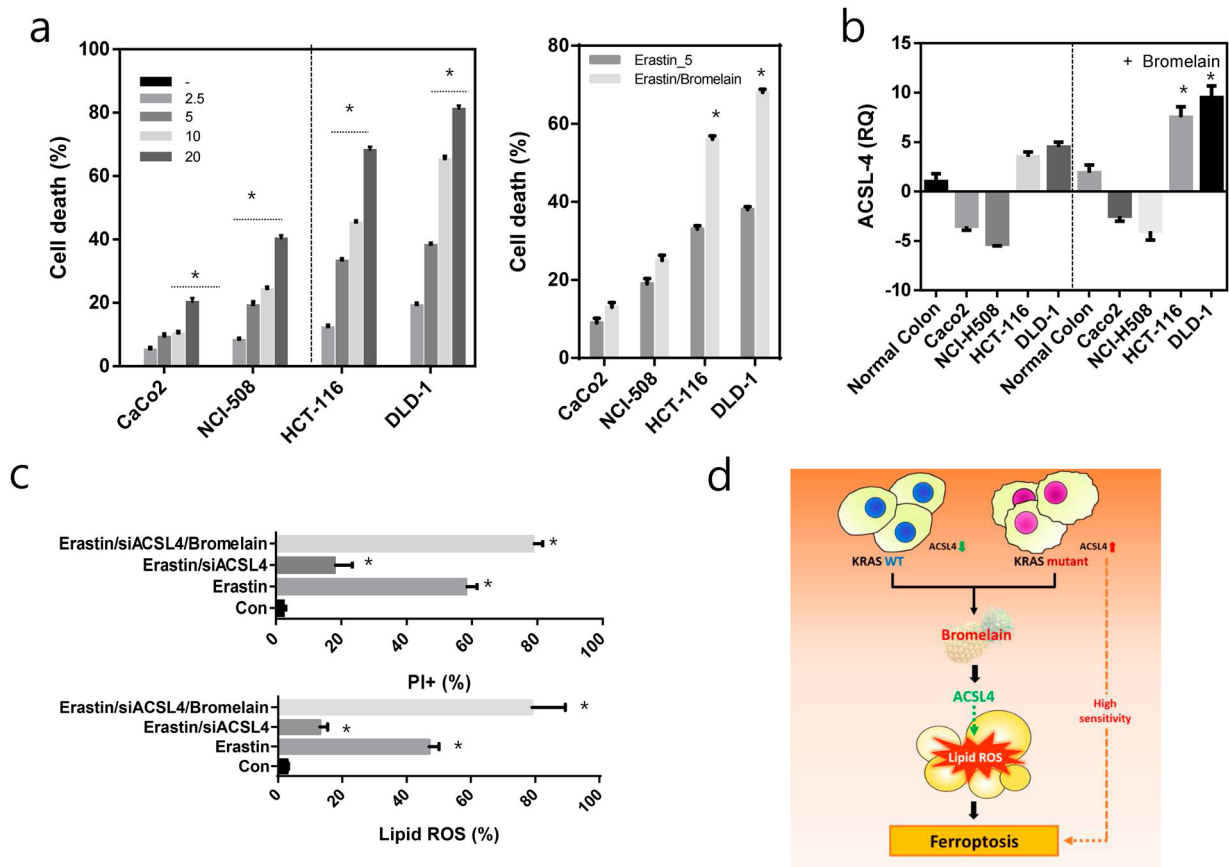 a
Cell death (%)
100
80
60
40
20
0
-
2.5
5
10
20
*
*
*
*
CaCo2
NCI-508
HCT-116
DLD-1
Cell death (%)
80
60
40
20
0
Erastin_5
Erastin/Bromelain
*
*
CaCo2
NCI-508
HCT-116
DLD-1
b
ACSL-4 (RQ)
15
10
5
0
-5
-10
+ Bromelain
*
*
Normal Colon
Caco2
NCI-H508
HCT-116
DLD-1
Normal Colon
Caco2
NCI-H508
HCT-116
DLD-1
c
Erastin/siACSL4/Bromelain
*
Erastin/siACSL4
*
Erastin
*
Con
0
20
40
60
80
100
PI+ (%)
Erastin/siACSL4/Bromelain
*
Erastin/siACSL4
*
Erastin
*
Con
0
20
40
60
80
100
Lipid ROS (%)
d
ACSL4
KRAS WT
ACSL4
KRAS mutant
Bromelain
ACSL4
High
sensitivity
Lipid ROS
Ferroptosis